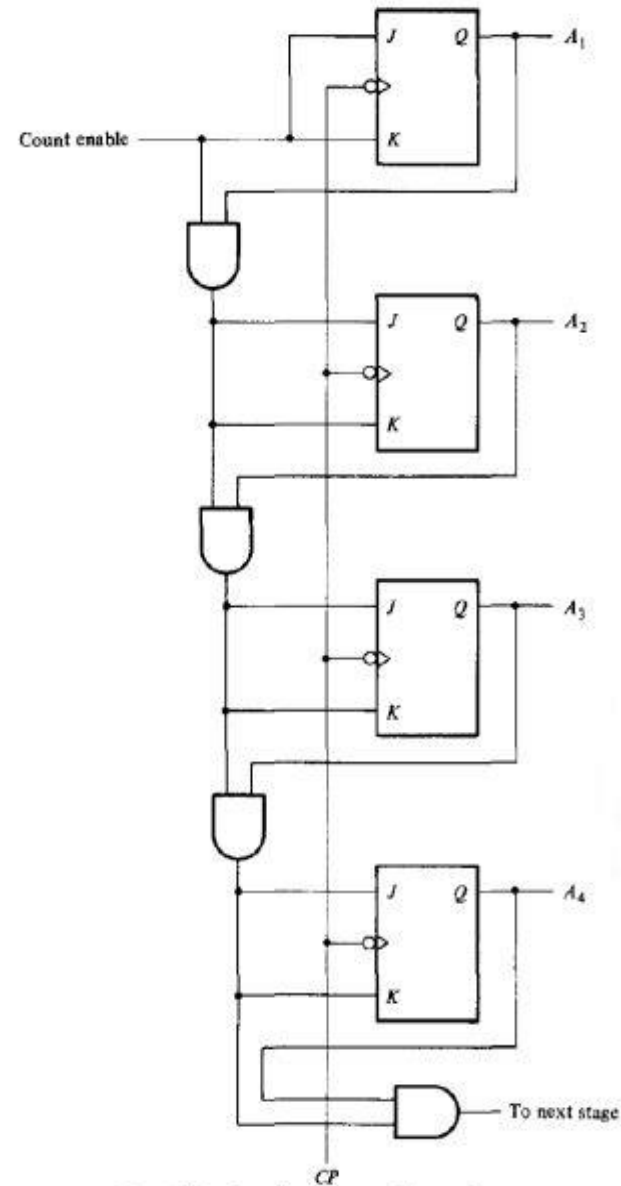 J Q A₁
Count enable
K
J Q A₂
K
J Q A₃
K
J Q A₄
K
To next stage
CP